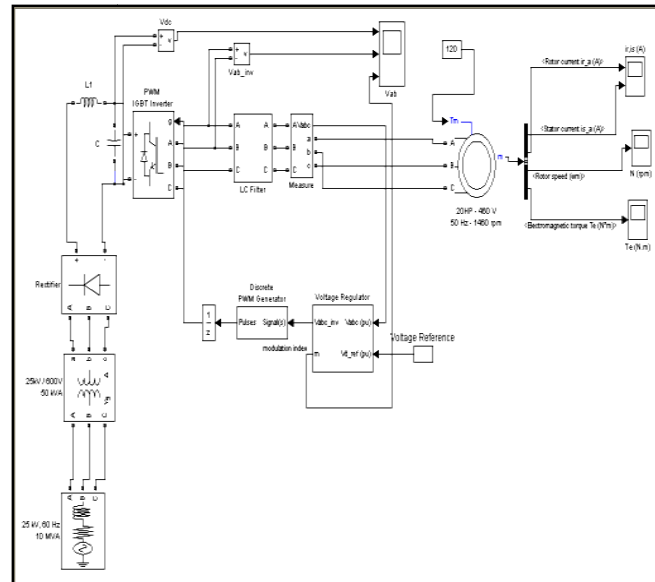 Vdc
+ v
-
Vab_inv
+ v
-
120
<Rotor current ir_a (A)>
ir,is (A)
L1
PWM
IGBT Inverter
Vab
C
+
-
g
A
B
C
A A
B B
C C
LC Filter
A Vabc
B a
b
C c
Measure
Tm
A
B
C
m
<Stator current is_a (A)>
<Rotor speed (wm)>
N (rpm)
20HP - 460 V
50 Hz - 1460 rpm
<Electromagnetic torque Te (N*m)>
Te (N.m)
Rectifier
+ -
A B C
Discrete
PWM Generator
Voltage Regulator
1
z
Pulses Signal(s)
Vabc_inv Vabc (pu)
modulation index
m Vd_ref (pu)
Voltage Reference
25kV / 600V
50 kVA
a b c
A B C
25 kV, 60 Hz
10 MVA
A B C